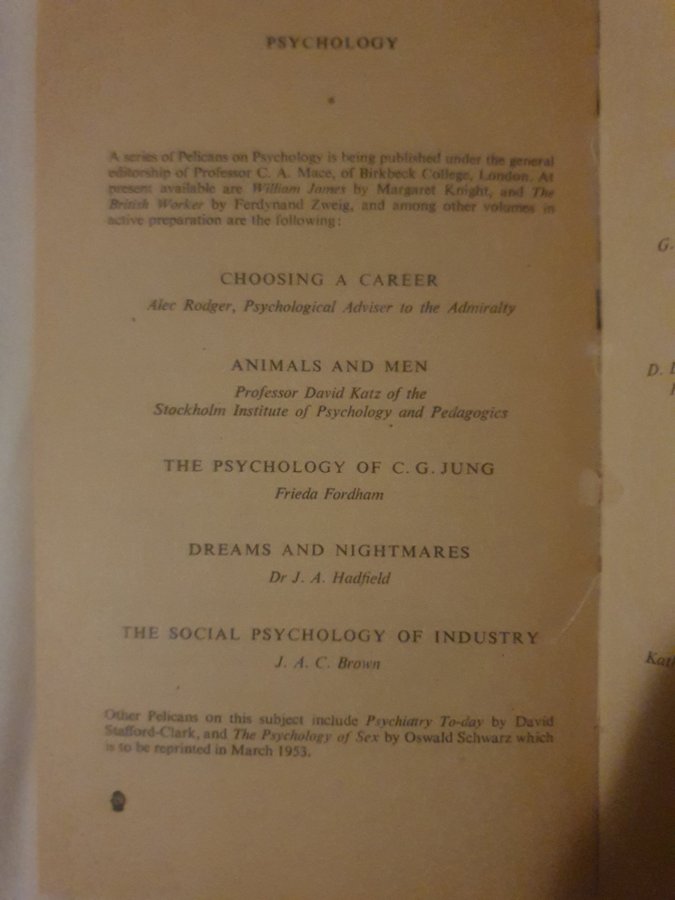 PSYCHOLOGY
A series of Pelicans on Psychology is being published under the general
editorship of Professor C. A. Mace, of Birkbeck College, London. At
present available are William James by Margaret Knight, and The
British Worker by Ferdynand Zweig, and among other volumes in
active preparation are the following:
CHOOSING A CAREER
Alec Rodger, Psychological Adviser to the Admiralty
ANIMALS AND MEN
Professor David Katz of the
Stockholm Institute of Psychology and Pedagogics
THE PSYCHOLOGY OF C. G. JUNG
Frieda Fordham
DREAMS AND NIGHTMARES
Dr J. A. Hadfield
THE SOCIAL PSYCHOLOGY OF INDUSTRY
J. A. C. Brown
Other Pelicans on this subject include Psychiatry To-day by David
Stafford-Clark, and The Psychology of Sex by Oswald Schwarz which
is to be reprinted in March 1953.
G.
D.